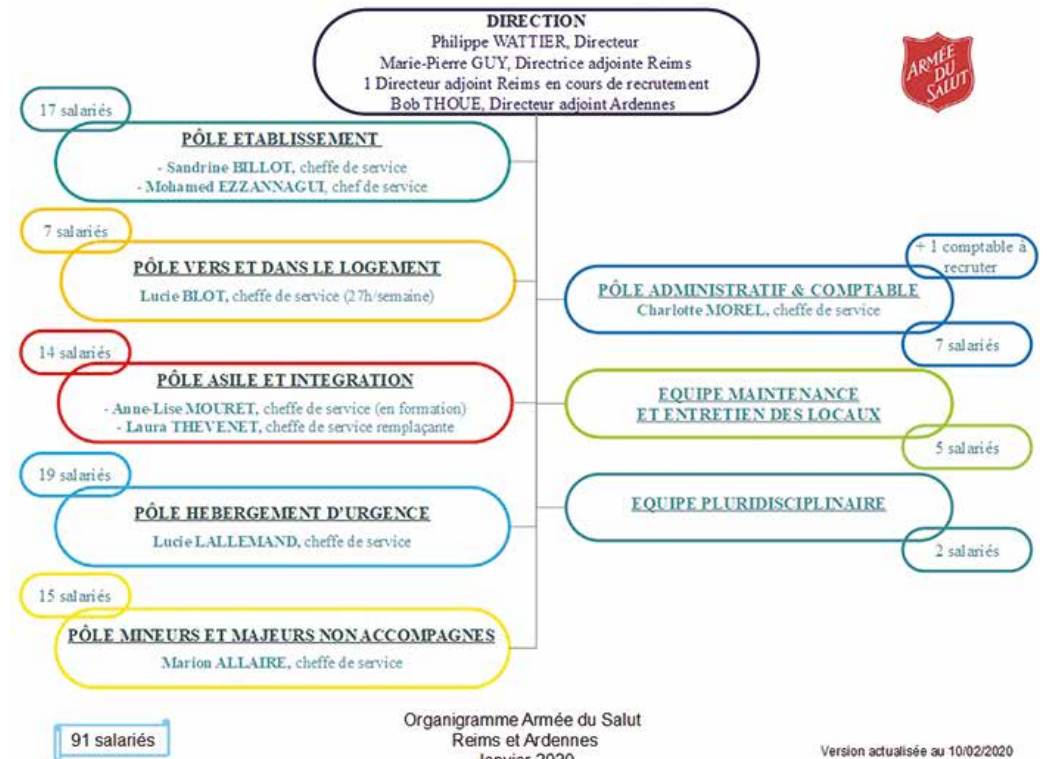 DIRECTION
Philippe WATTIER, Directeur
Marie-Pierre GUY, Directrice adjointe Reims
1 Directeur adjoint Reims en cours de recrutement
Bob THOUE, Directeur adjoint Ardennes
ARMÉE
DU
SALUT
17 salariés
PÔLE ETABLISSEMENT
- Sandrine BILLOT, cheffe de service
- Mohamed EZZANNAGUI, chef de service
7 salariés
PÔLE VERS ET DANS LE LOGEMENT
Lucie BLOT, cheffe de service (27h/semaine)
14 salariés
PÔLE ASILE ET INTEGRATION
- Anne-Lise MOURET, cheffe de service (en formation)
- Laura THEVENET, cheffe de service remplaçante
19 salariés
PÔLE HEBERGEMENT D'URGENCE
Lucie LALLEMAND, cheffe de service
15 salariés
PÔLE MINEURS ET MAJEURS NON ACCOMPAGNES
Marion ALLAIRE, cheffe de service
+ 1 comptable à
recruter
PÔLE ADMINISTRATIF & COMPTABLE
Charlotte MOREL, cheffe de service
7 salariés
EQUIPE MAINTENANCE
ET ENTRETIEN DES LOCAUX
5 salariés
EQUIPE PLURIDISCIPLINAIRE
2 salariés
91 salariés
Organigramme Armée du Salut
Reims et Ardennes
Janvier 2020
Version actualisée au 10/02/2020